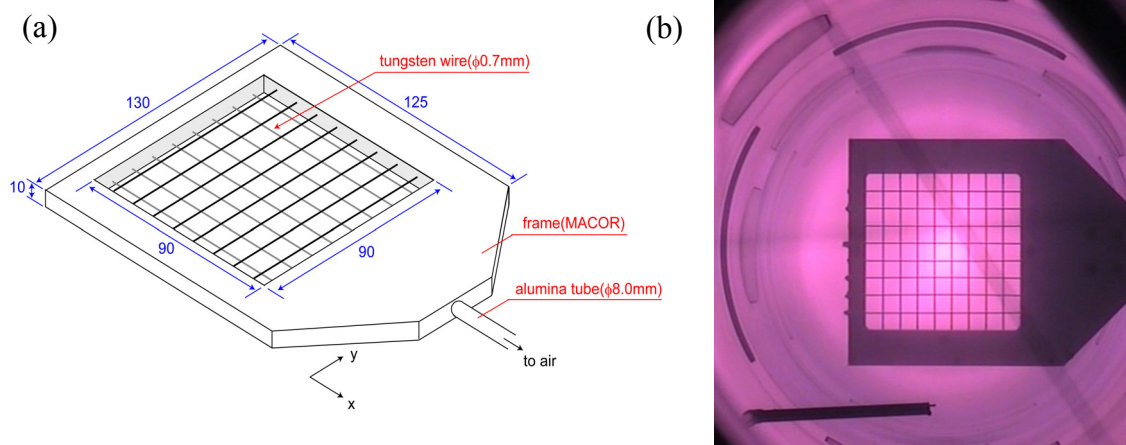 (a)
(b)
tungsten wire(ϕ0.7mm)
130
125
10
90
90
frame(MACOR)
alumina tube(ϕ8.0mm)
to air
y
x